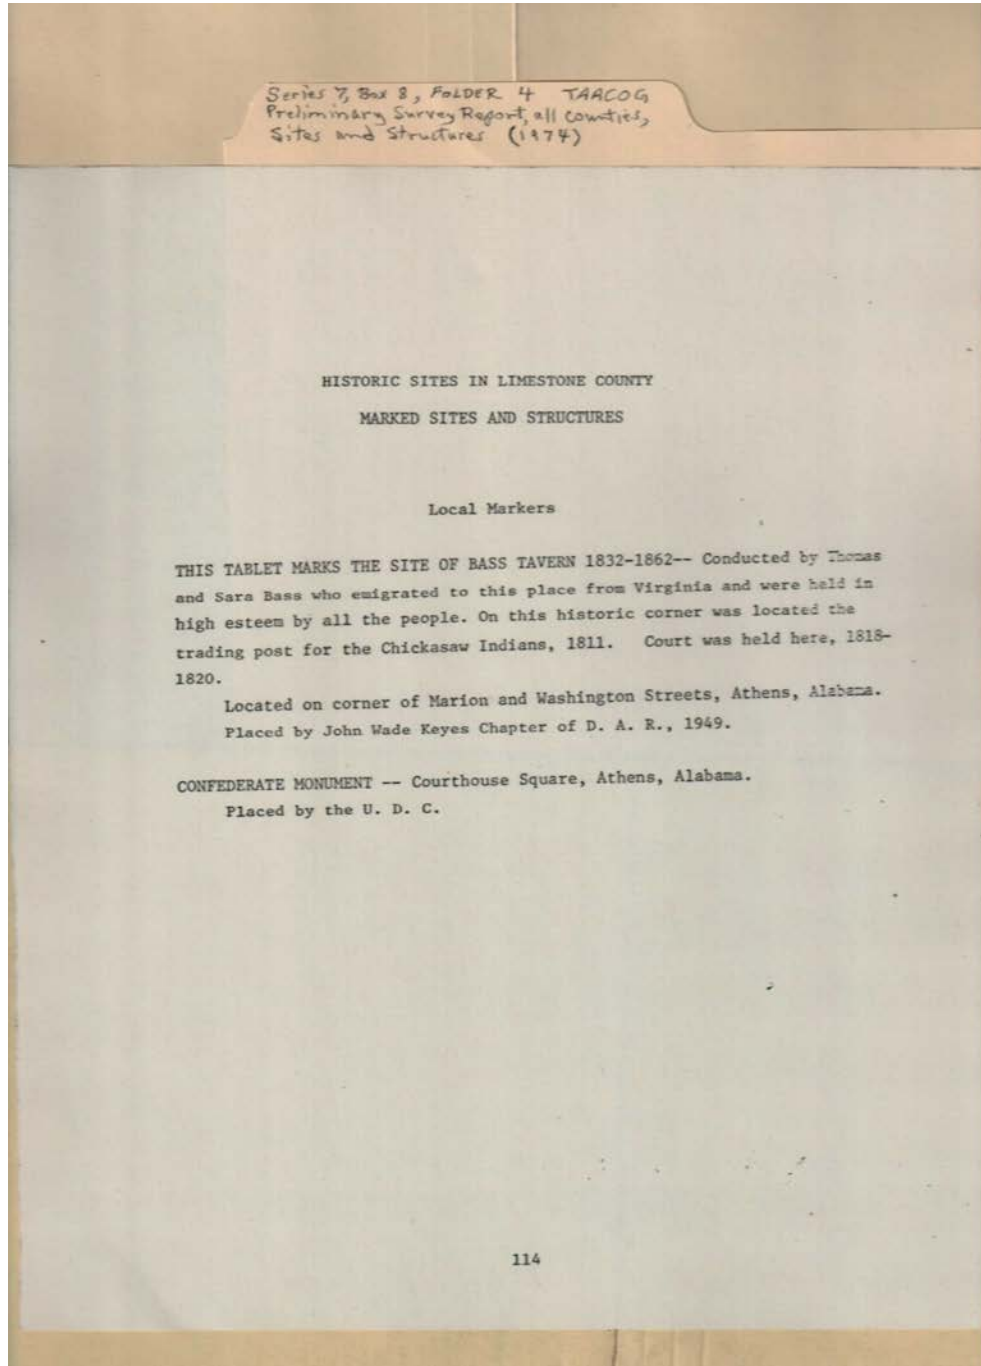 Series 7, Box 8, FOLDER 4 TAACOG
Preliminary Survey Report, all counties,
Sites and Structures (1974)
HISTORIC SITES IN LIMESTONE COUNTY
MARKED SITES AND STRUCTURES
Local Markers
THIS TABLET MARKS THE SITE OF BASS TAVERN 1832-1862-- Conducted by Thomas
and Sara Bass who emigrated to this place from Virginia and were held in
high esteem by all the people. On this historic corner was located the
trading post for the Chickasaw Indians, 1811. Court was held here, 1818-
1820.
Located on corner of Marion and Washington Streets, Athens, Alabama.
Placed by John Wade Keyes Chapter of D. A. R., 1949.
CONFEDERATE MONUMENT -- Courthouse Square, Athens, Alabama.
Placed by the U. D. C.
114